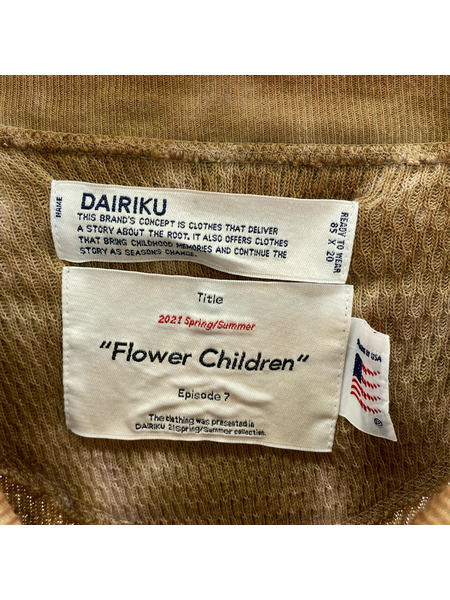 NAME
DAIRIKU
THIS BRAND'S CONCEPT IS CLOTHES THAT DELIVER
A STORY ABOUT THE ROOT. IT ALSO OFFERS CLOTHES
THAT BRING CHILDHOOD MEMORIES AND CONTINUE THE
STORY AS SEASONS CHANGE.
READY TO WEAR
85 X 20
Title
2021 Spring/Summer
"Flower Children"
Episode 7
The clothing was presented in
DAIRIKU 21Spring/Summer collection.
USA